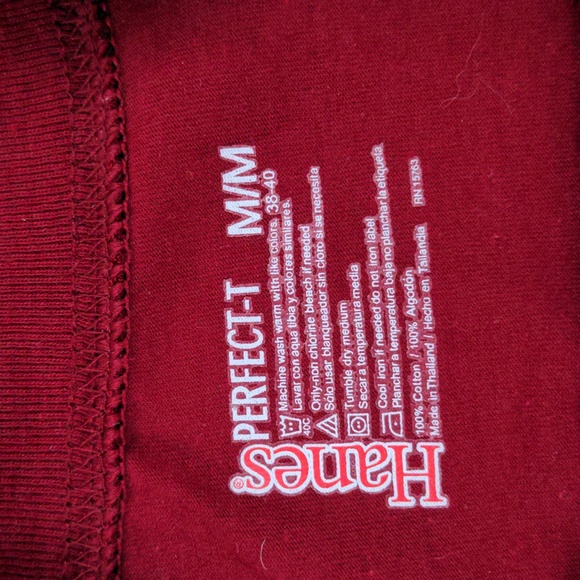 Hanes®
PERFECT-T M/M
38-40
Machine wash warm with like colors.
40C
Lavar con agua tibia y colores similares.
Only-non chlorine bleach if needed
Sólo usar blanqueador sin cloro si se necesita
Tumble dry medium
Secar a temperatura media
Cool iron if needed do not iron label
Planchar a temperatura baja no planchar la etiqueta
100% Cotton / 100% Algodón
Made in Thailand / Hecho en Tailandia RN 15763